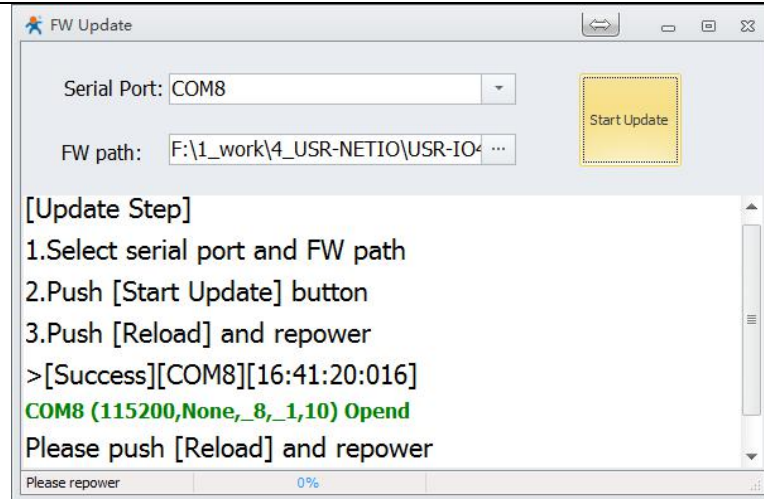 FW Update
Serial Port: COM8
Start Update
FW path: F:\1_work\4_USR-NETIO\USR-IO4 ...
[Update Step]
1.Select serial port and FW path
2.Push [Start Update] button
3.Push [Reload] and repower
>[Success][COM8][16:41:20:016]
COM8 (115200,None,_8,_1,10) Opend
Please push [Reload] and repower
Please repower 0%